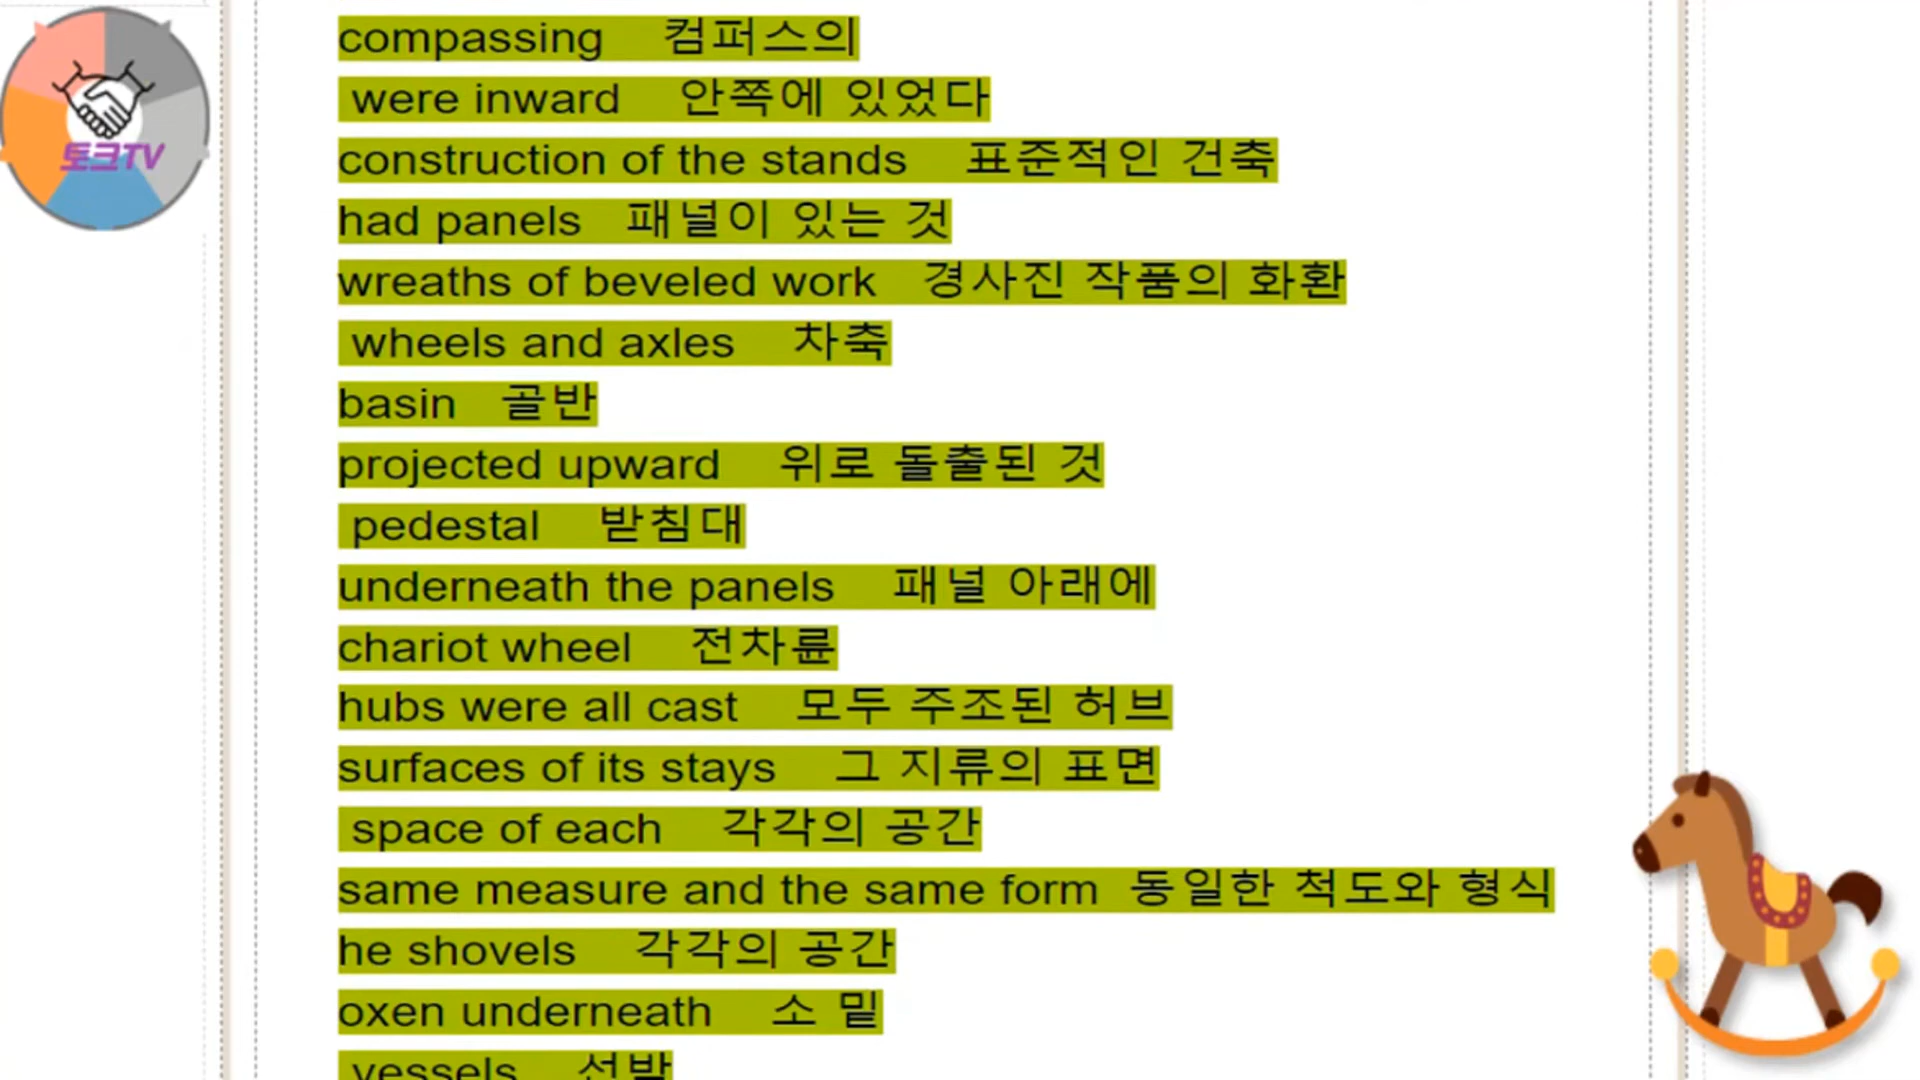 토크TV
compassing 컴퍼스의
were inward 안쪽에 있었다
construction of the stands 표준적인 건축
had panels 패널이 있는 것
wreaths of beveled work 경사진 작품의 화환
wheels and axles 차축
basin 골반
projected upward 위로 돌출된 것
pedestal 받침대
underneath the panels 패널 아래에
chariot wheel 전차륜
hubs were all cast 모두 주조된 허브
surfaces of its stays 그 지류의 표면
space of each 각각의 공간
same measure and the same form 동일한 척도와 형식
he shovels 각각의 공간
oxen underneath 소 밑
vessels 선박